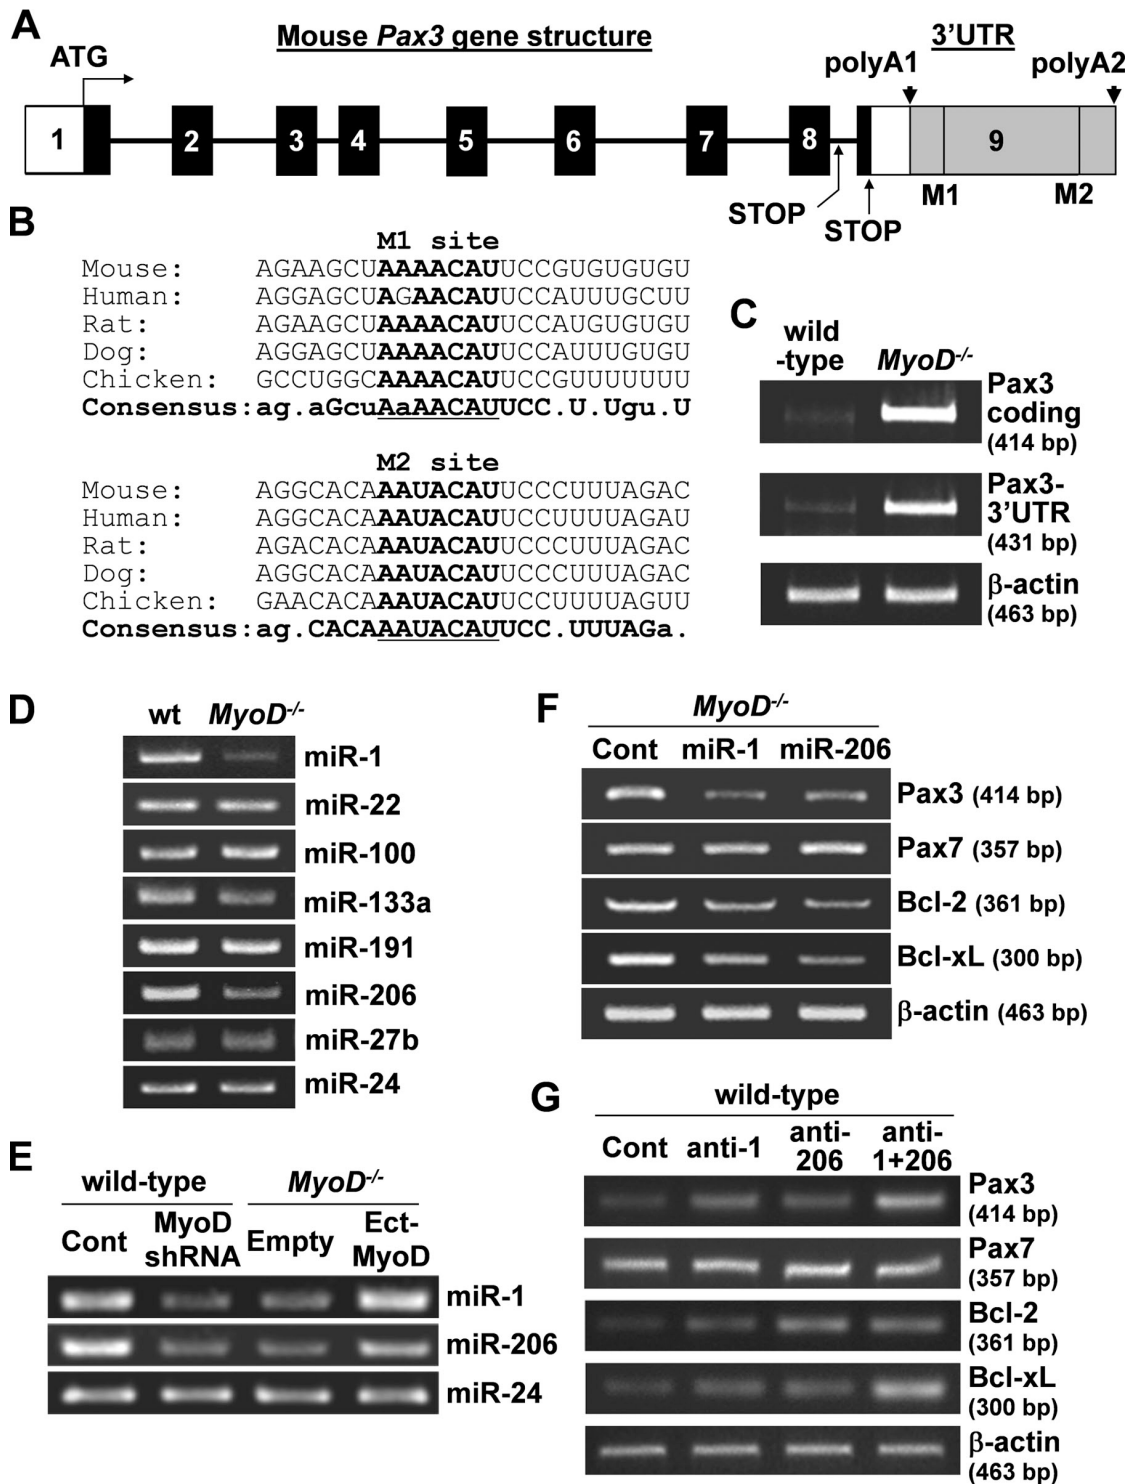 A
Mouse Pax3 gene structure
3'UTR
ATG
polyA1
polyA2
1 2 3 4 5 6 7 8 9
M1
M2
STOP
STOP
B
M1 site
Mouse: AGAAGCUAAAACAUUCCGUGUGUGU
Human: AGGAGCUAGAACAUUCCAUUUGCUU
Rat: AGAAGCUAAAACAUUCCAUGUGUGU
Dog: AGGAGCUAAAACAUUCCAUUUGUGU
Chicken: GCCUGGCAAAACAUUCCGUUUUUUU
Consensus:ag.aGcuAaAACAUUCC.U.Ugu.U
M2 site
Mouse: AGGCACAAAUACAUUCCCUUUAGAC
Human: AGGCACAAAUACAUUCCCUUUAGAU
Rat: AGACACAAAUACAUUCCCUUUAGAC
Dog: AGGCACAAAUACAUUCCCUUUAGAC
Chicken: GAACACAAAUACAUUCCUUUUAGUU
Consensus:ag.CACAAAUACAUUCC.UUUAGa.
C
wild
-type
MyoD-/-
Pax3
coding
(414 bp)
Pax3-
3'UTR
(431 bp)
β-actin
(463 bp)
D
wt MyoD-/-
miR-1
miR-22
miR-100
miR-133a
miR-191
miR-206
miR-27b
miR-24
E
wild-type MyoD-/-
Cont
MyoD
shRNA
Empty
Ect-
MyoD
miR-1
miR-206
miR-24
F
MyoD-/-
Cont miR-1 miR-206
Pax3 (414 bp)
Pax7 (357 bp)
Bcl-2 (361 bp)
Bcl-xL (300 bp)
β-actin (463 bp)
G
wild-type
Cont anti-1
anti-
206
anti-
1+206
Pax3
(414 bp)
Pax7
(357 bp)
Bcl-2
(361 bp)
Bcl-xL
(300 bp)
β-actin
(463 bp)